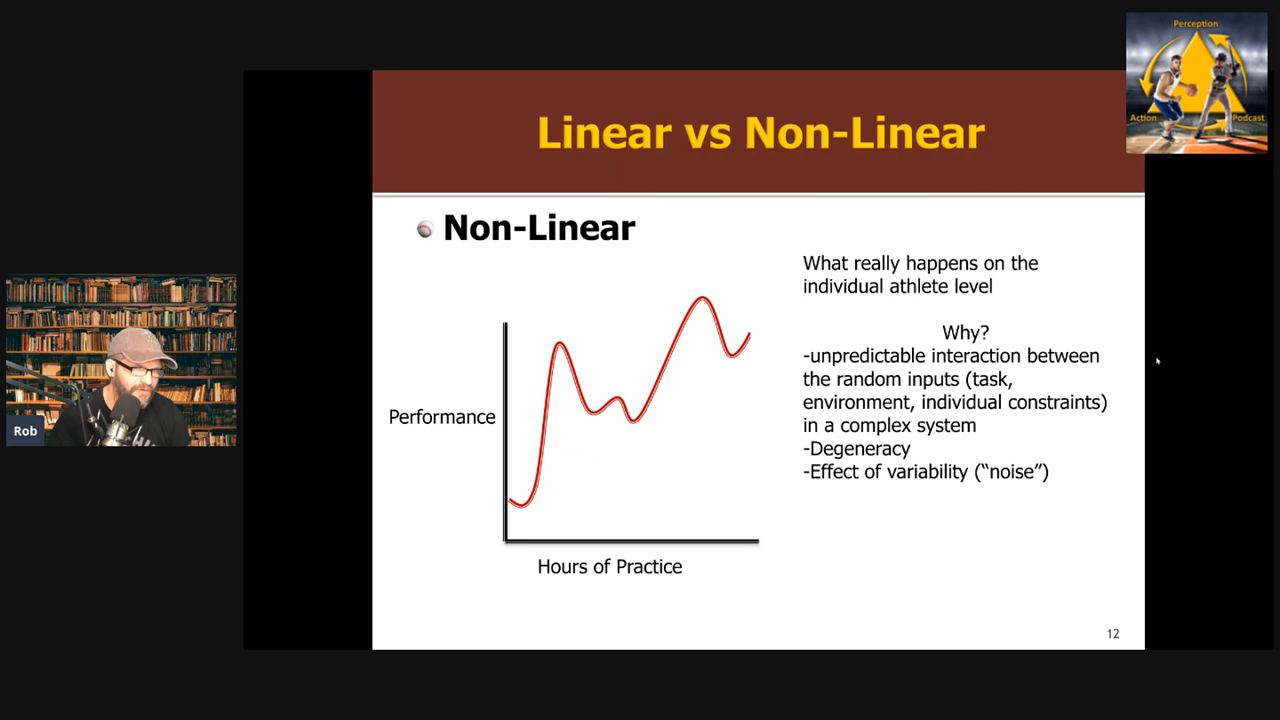 Perception
Action
Podcast
Linear vs Non-Linear
Non-Linear
What really happens on the
individual athlete level
Why?
-unpredictable interaction between
the random inputs (task,
environment, individual constraints)
in a complex system
-Degeneracy
-Effect of variability (“noise”)
Performance
Hours of Practice
12
Rob